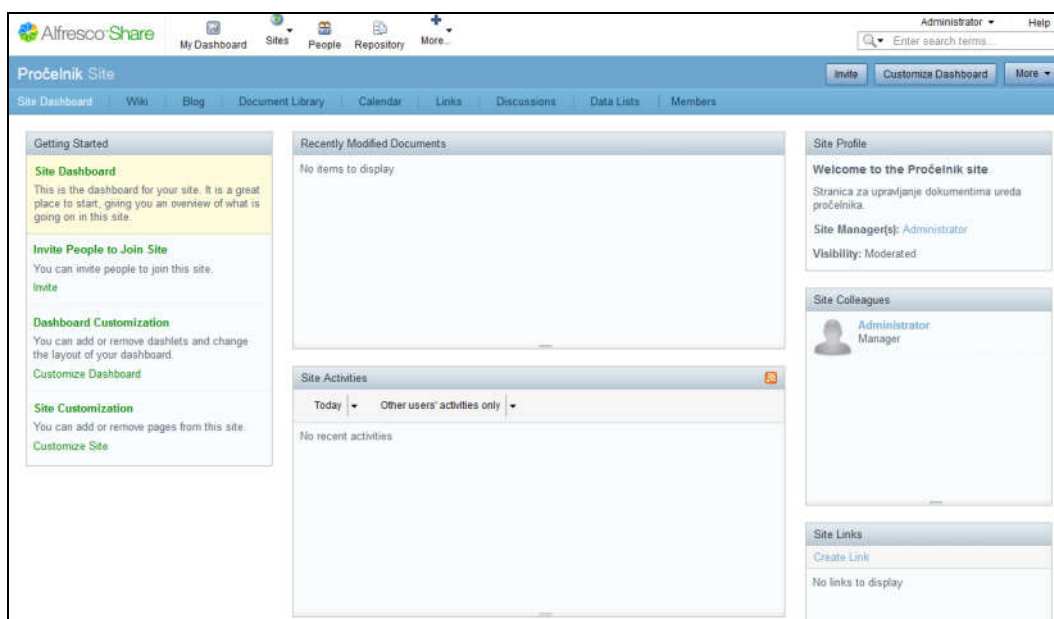 Alfresco Share
My Dashboard
Sites
People
Repository
More...
Administrator
Help
Enter search terms...
Pročelnik Site
Invite
Customize Dashboard
More
Site Dashboard
Wiki
Blog
Document Library
Calendar
Links
Discussions
Data Lists
Members
Getting Started
Site Dashboard
This is the dashboard for your site. It is a great
place to start, giving you an overview of what is
going on in this site.
Invite People to Join Site
You can invite people to join this site.
Invite
Dashboard Customization
You can add or remove dashlets and change
the layout of your dashboard.
Customize Dashboard
Site Customization
You can add or remove pages from this site.
Customize Site
Recently Modified Documents
No items to display
Site Activities
Today
Other users' activities only
No recent activities
Site Profile
Welcome to the Pročelnik site
Stranica za upravljanje dokumentima ureda
pročelnika.
Site Manager(s): Administrator
Visibility: Moderated
Site Colleagues
Administrator
Manager
Site Links
Create Link
No links to display